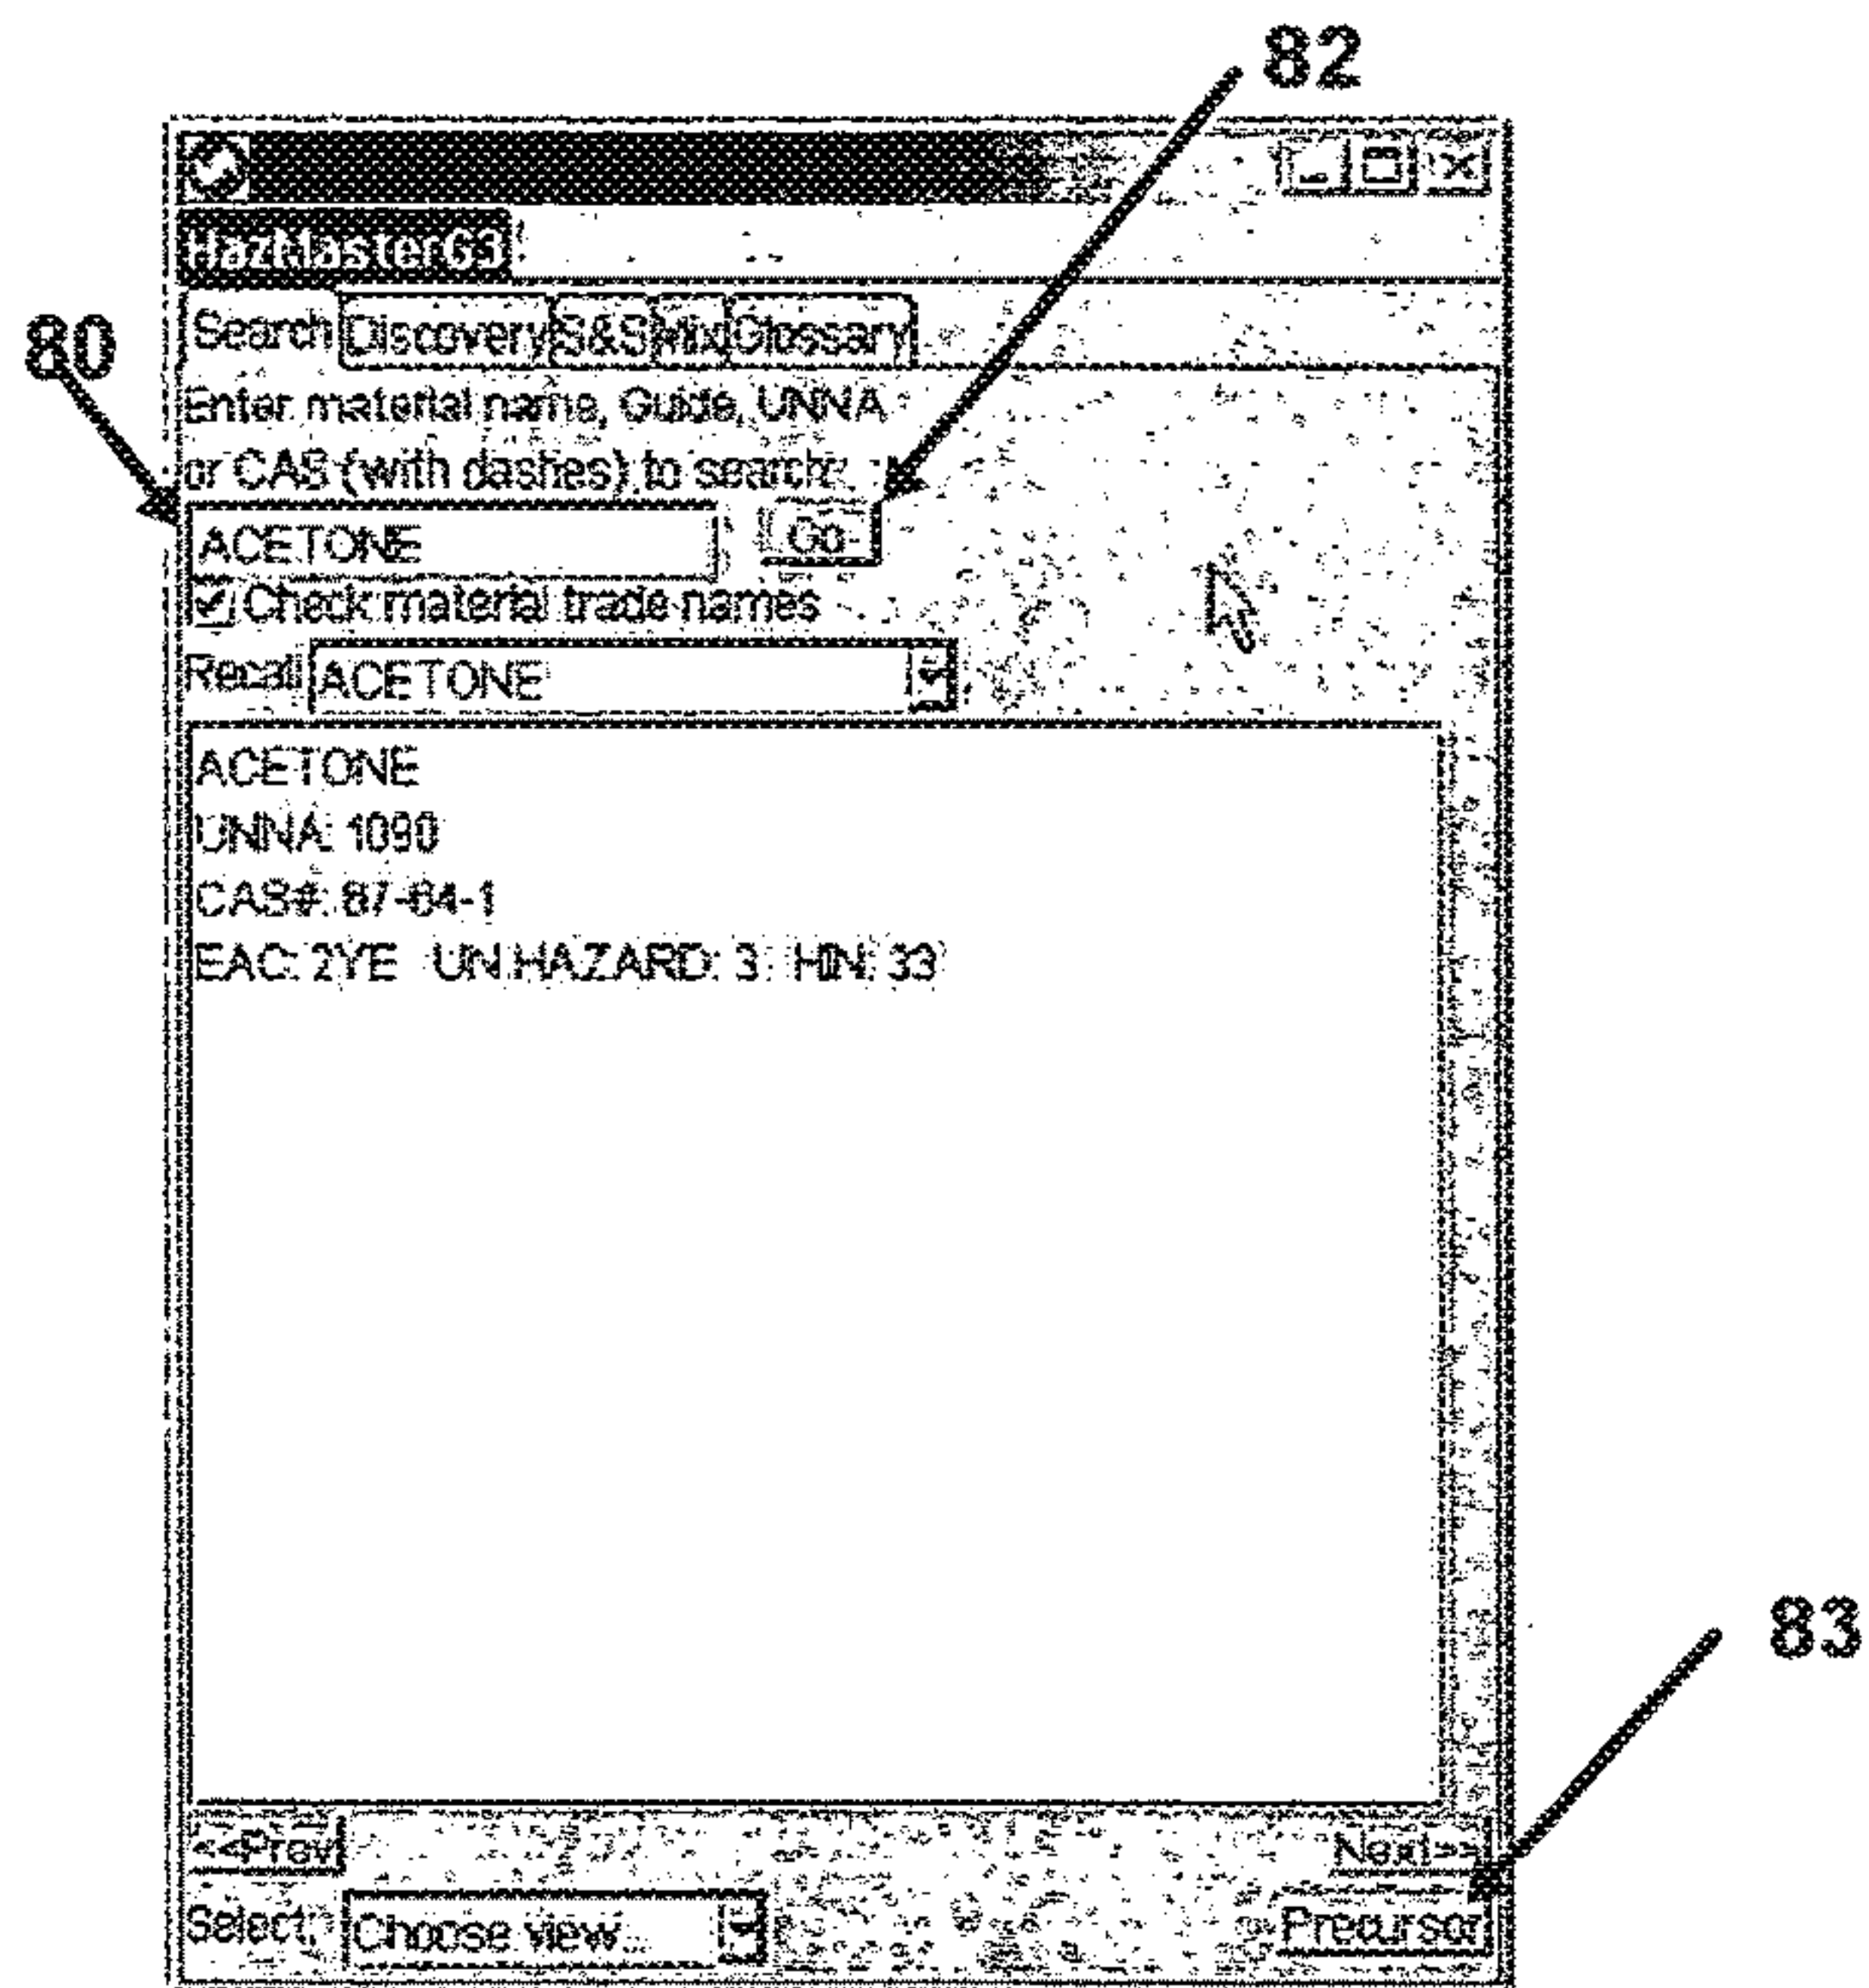 82
HazMasterG3
80
Search Discovery S&S Mix Glossary
Enter material name, Guide, UNNA
or CAS (with dashes) to search:
ACETONE Go
Check material trade names
Recall ACETONE
ACETONE
UNNA: 1090
CAS#: 67-64-1
EAC: 2YE UN HAZARD: 3 HIN: 33
83
<<Prev Next>>
Select: Choose view... Precursor